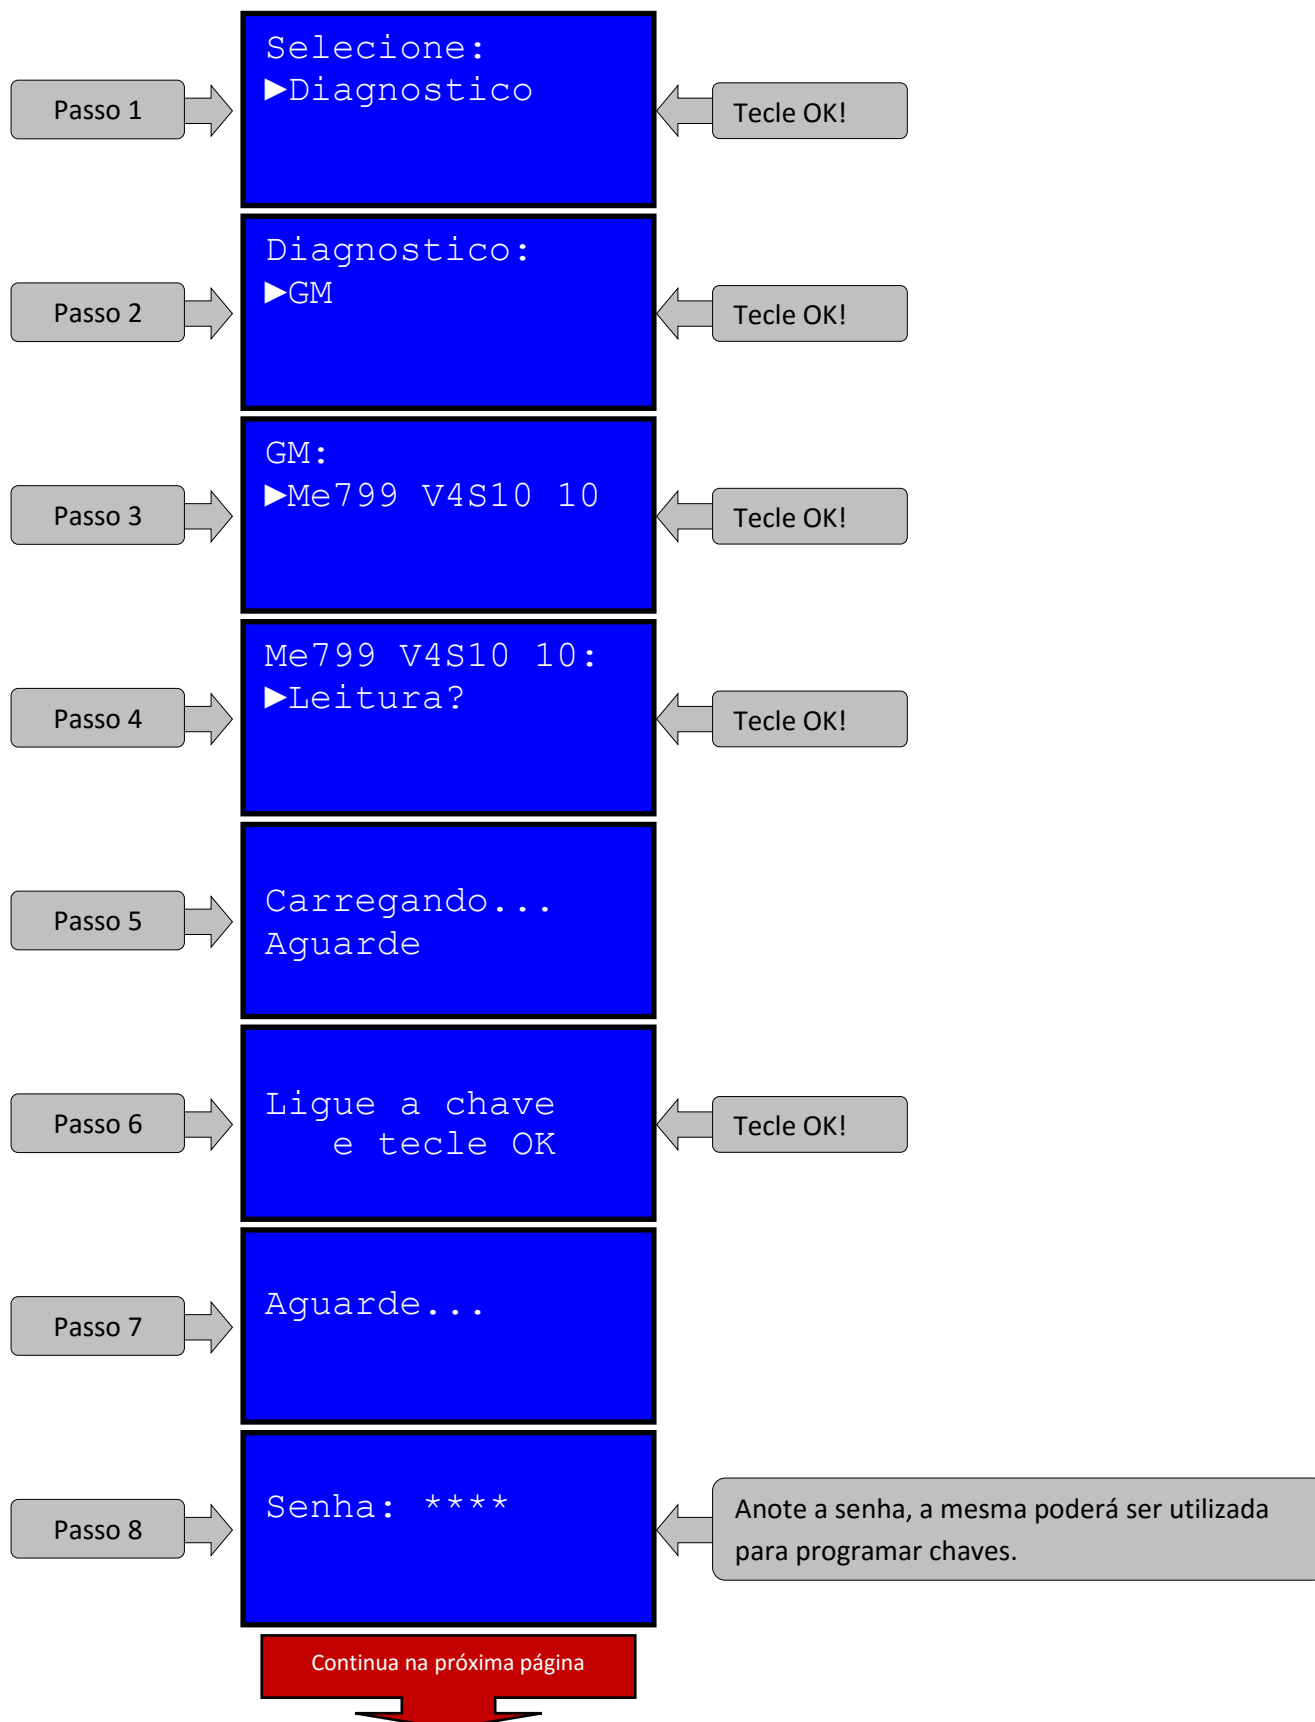 Selecione:
Passo 1
►Diagnostico
Tecle OK!
Diagnostico:
Passo 2
►GM
Tecle OK!
GM:
Passo 3
►Me799 V4S10 10
Tecle OK!
Me799 V4S10 10:
Passo 4
►Leitura?
Tecle OK!
Passo 5
Carregando...
Aguarde
Passo 6
Ligue a chave
e tecle OK
Tecle OK!
Passo 7
Aguarde...
Passo 8
Senha: ****
Anote a senha, a mesma poderá ser utilizada
para programar chaves.
Continua na próxima página